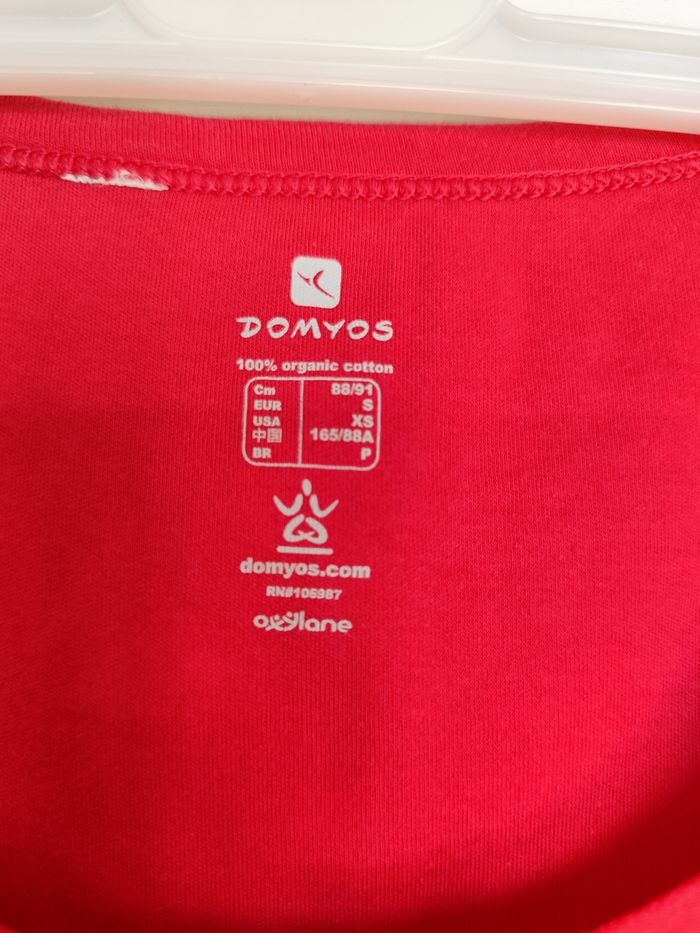 DOMYOS
100% organic cotton
Cm 88/91
EUR S
USA XS
中国 165/88A
BR P
domyos.com
RN#106987
oxylane